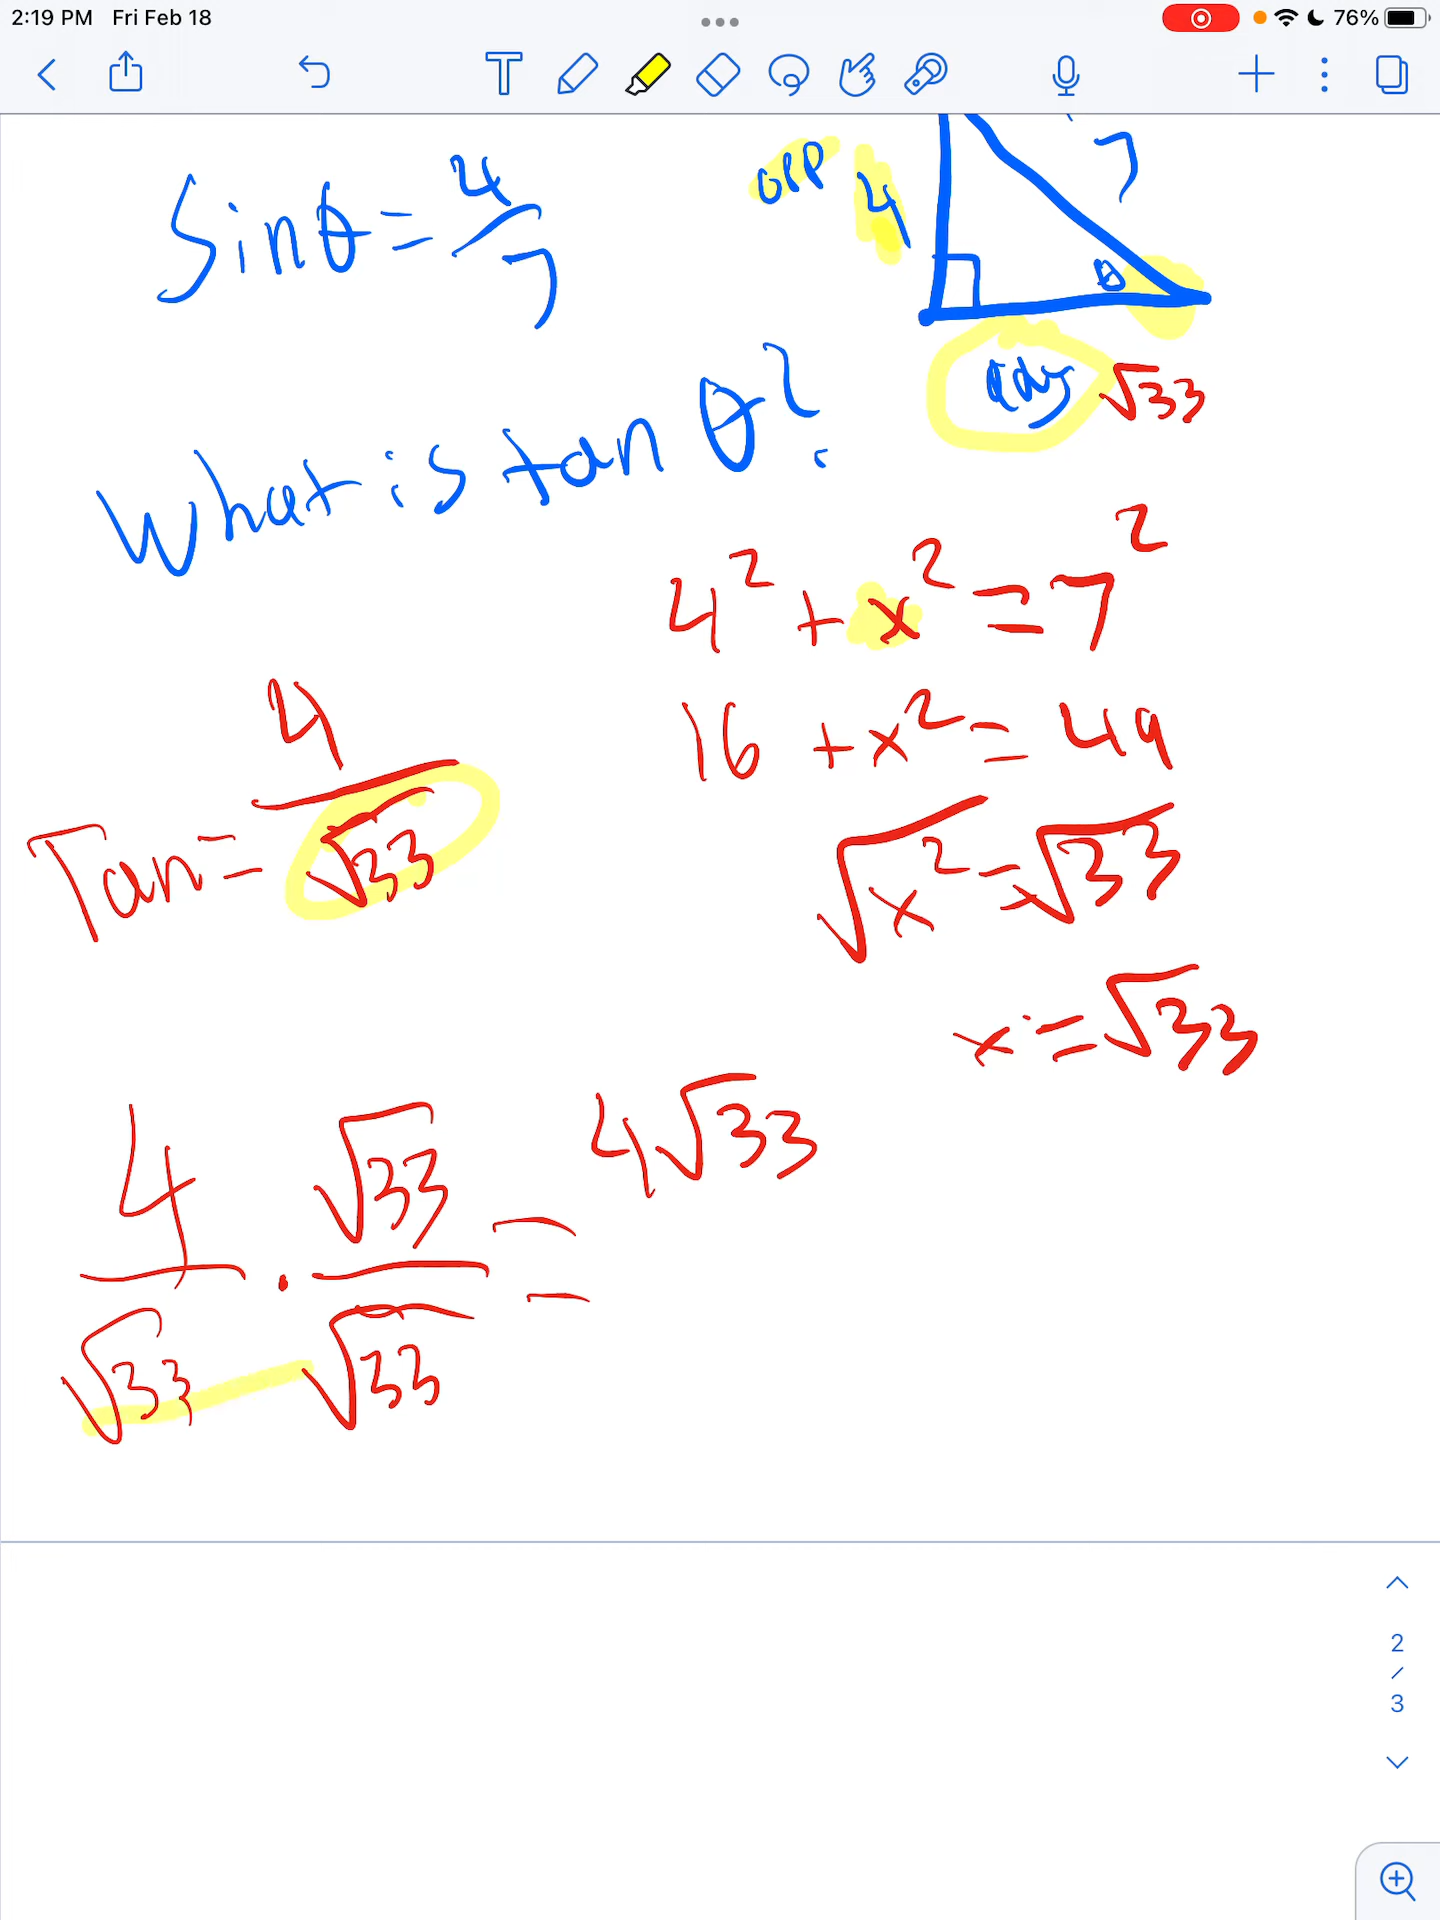 2:19 PM Fri Feb 18
76%
T
Sinθ = 4/7
opp 4
7
θ
adj √33
What is tan θ?
4² + x² = 7²
16 + x² = 49
√x² = √33
x = √33
Tan = 4/√33
4/√33 · √33/√33 = 4√33
2
/
3